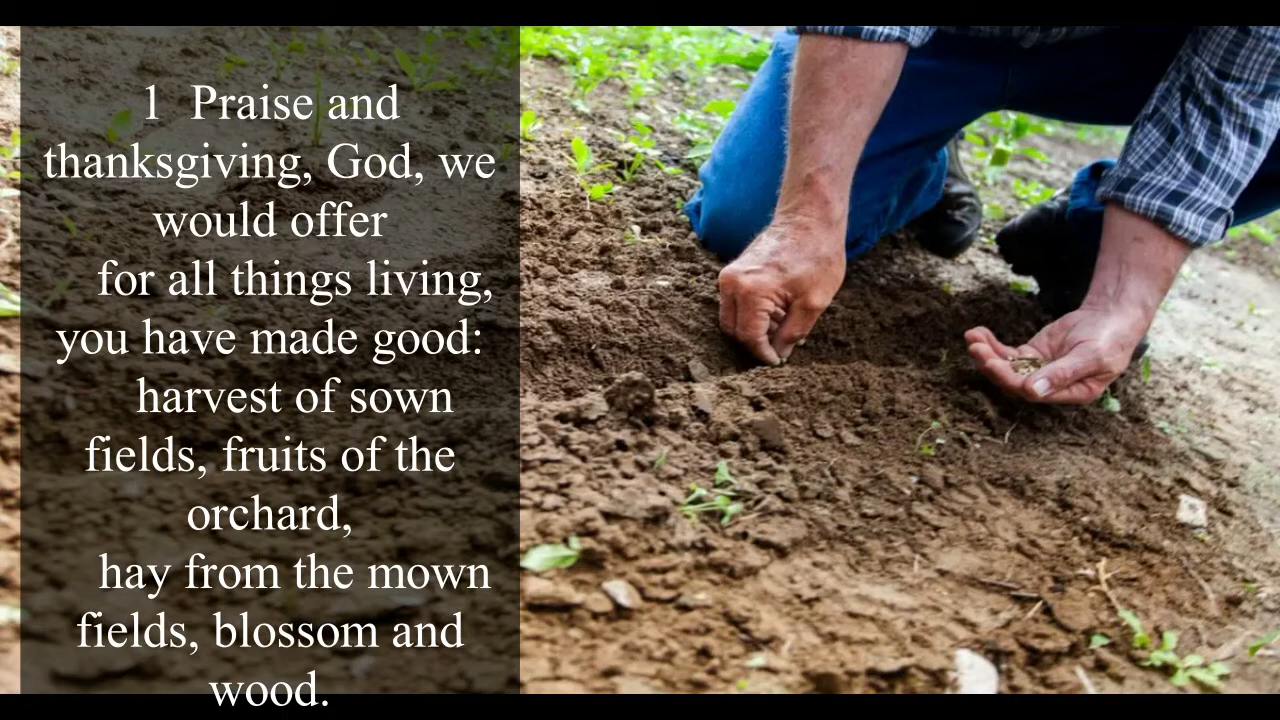 1  Praise and
thanksgiving, God, we
would offer
for all things living,
you have made good:
harvest of sown
fields, fruits of the
orchard,
hay from the mown
fields, blossom and
wood.